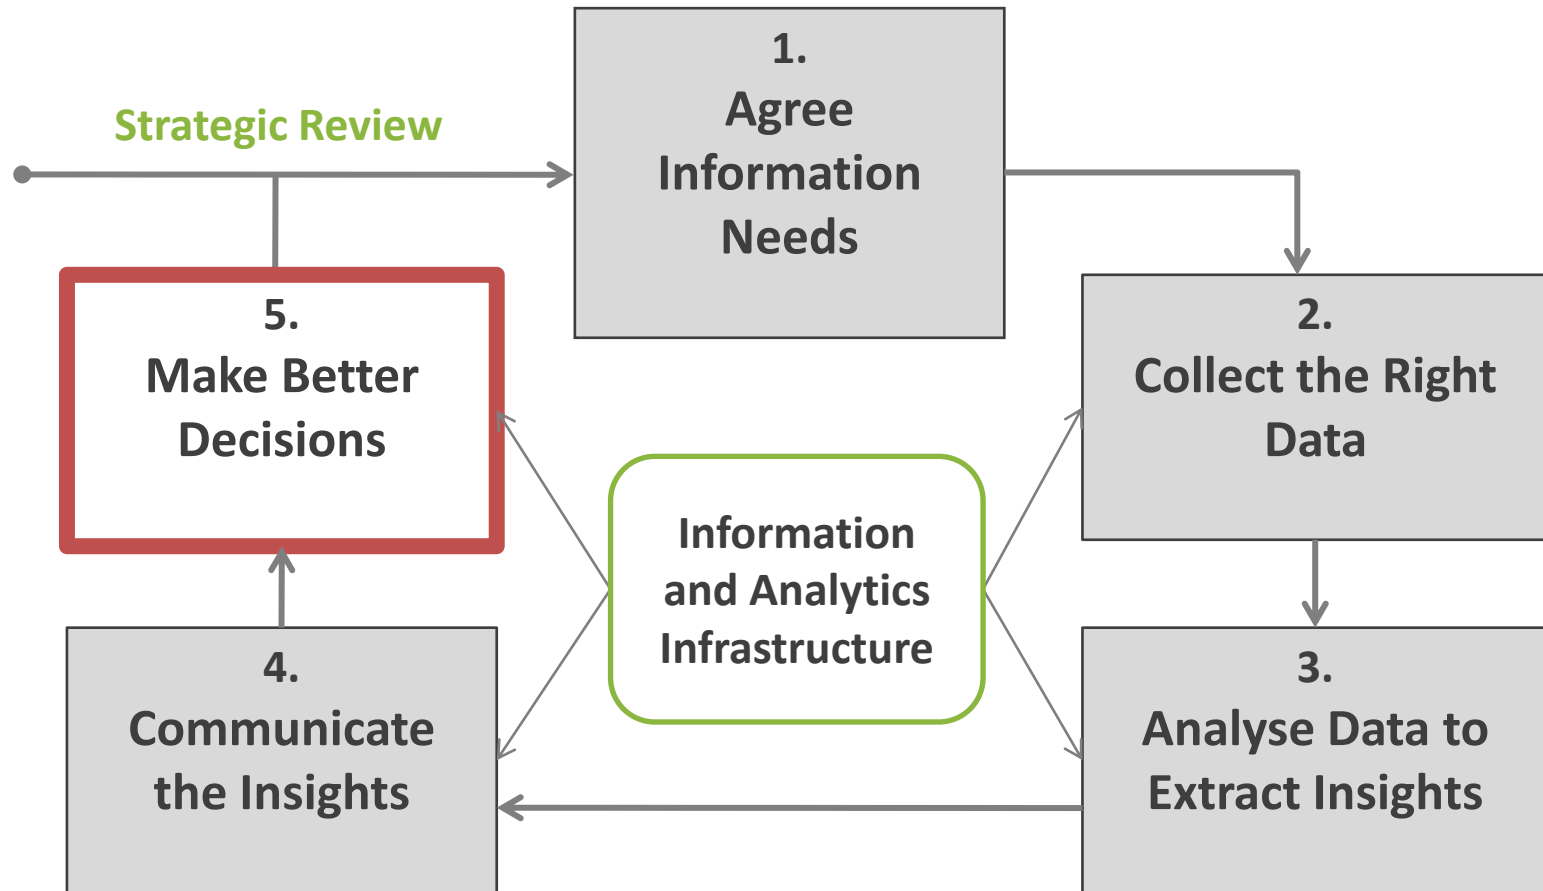 Strategic Review
1.
Agree
Information
Needs
2.
Collect the Right
Data
3.
Analyse Data to
Extract Insights
4.
Communicate
the Insights
5.
Make Better
Decisions
Information
and Analytics
Infrastructure